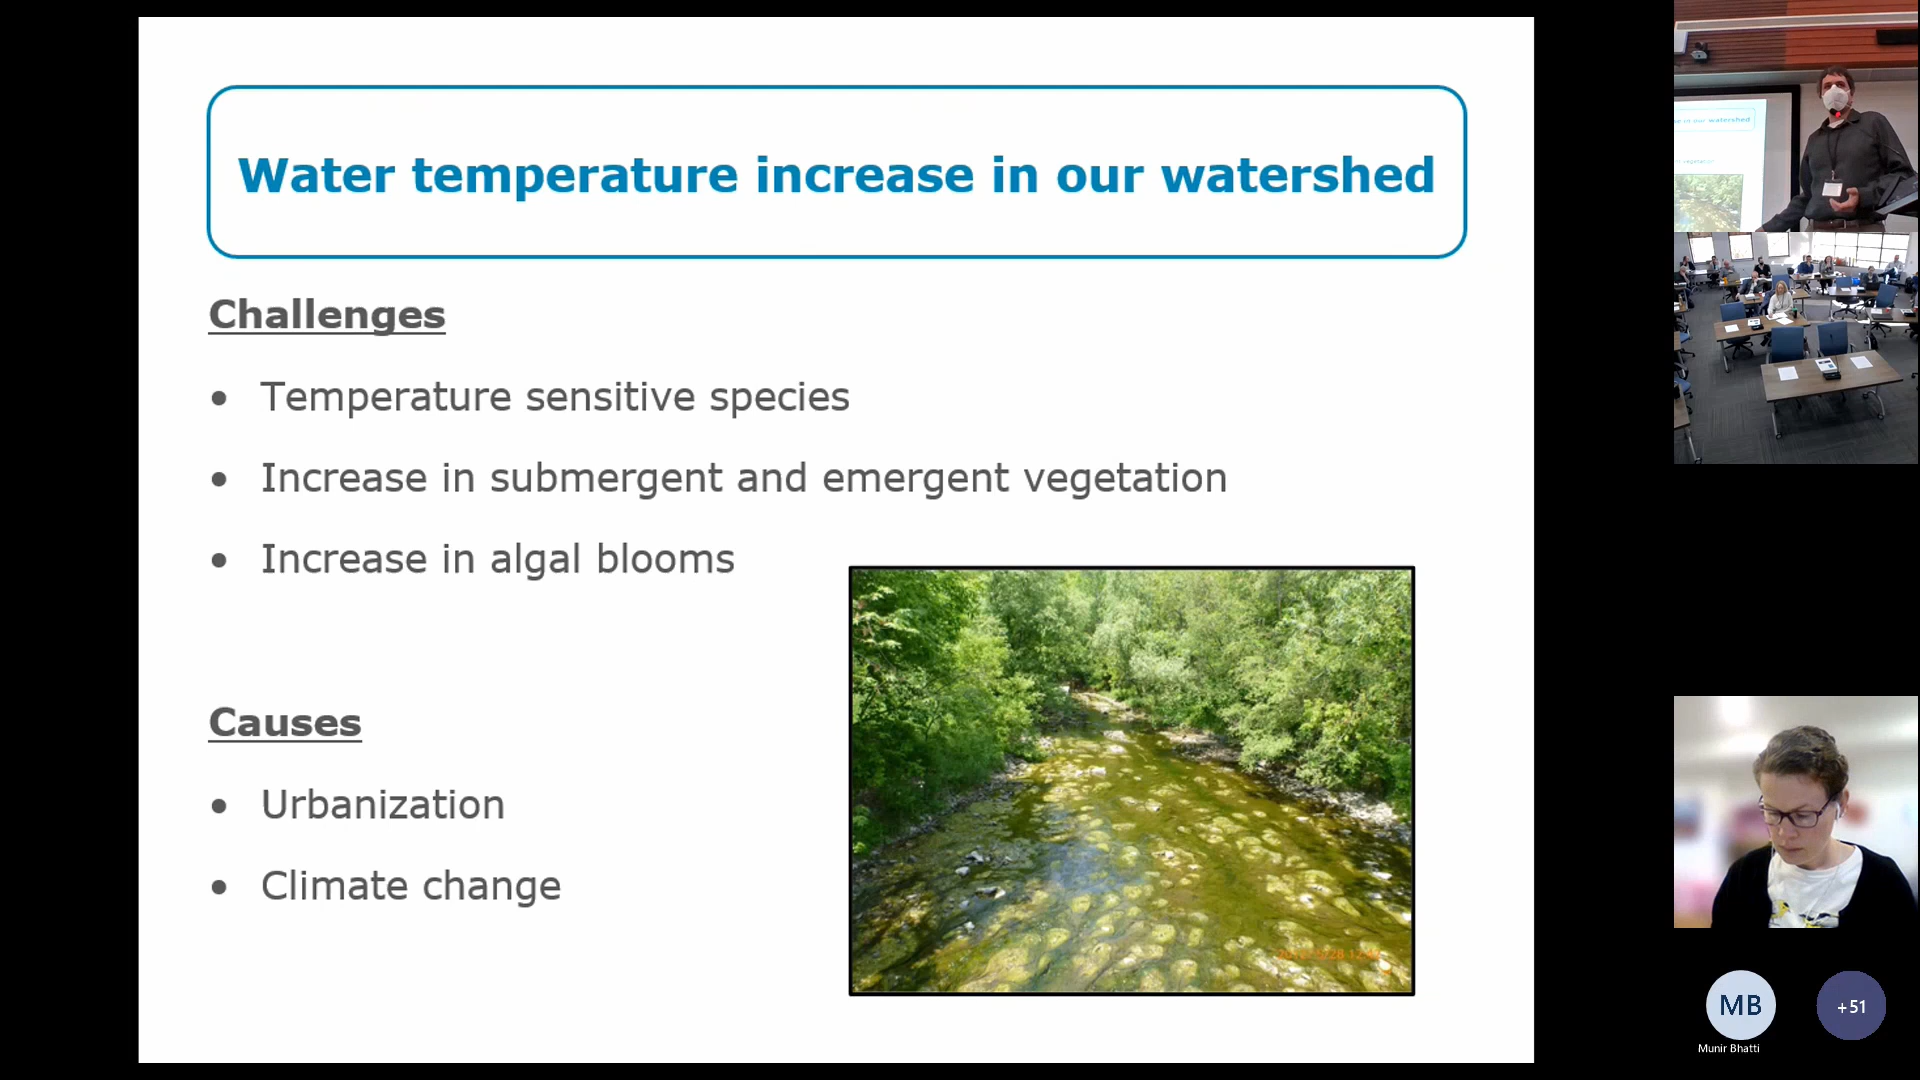 Water temperature increase in our watershed
Challenges
• Temperature sensitive species
• Increase in submergent and emergent vegetation
• Increase in algal blooms
Causes
• Urbanization
• Climate change
MB
+51
Munir Bhatti